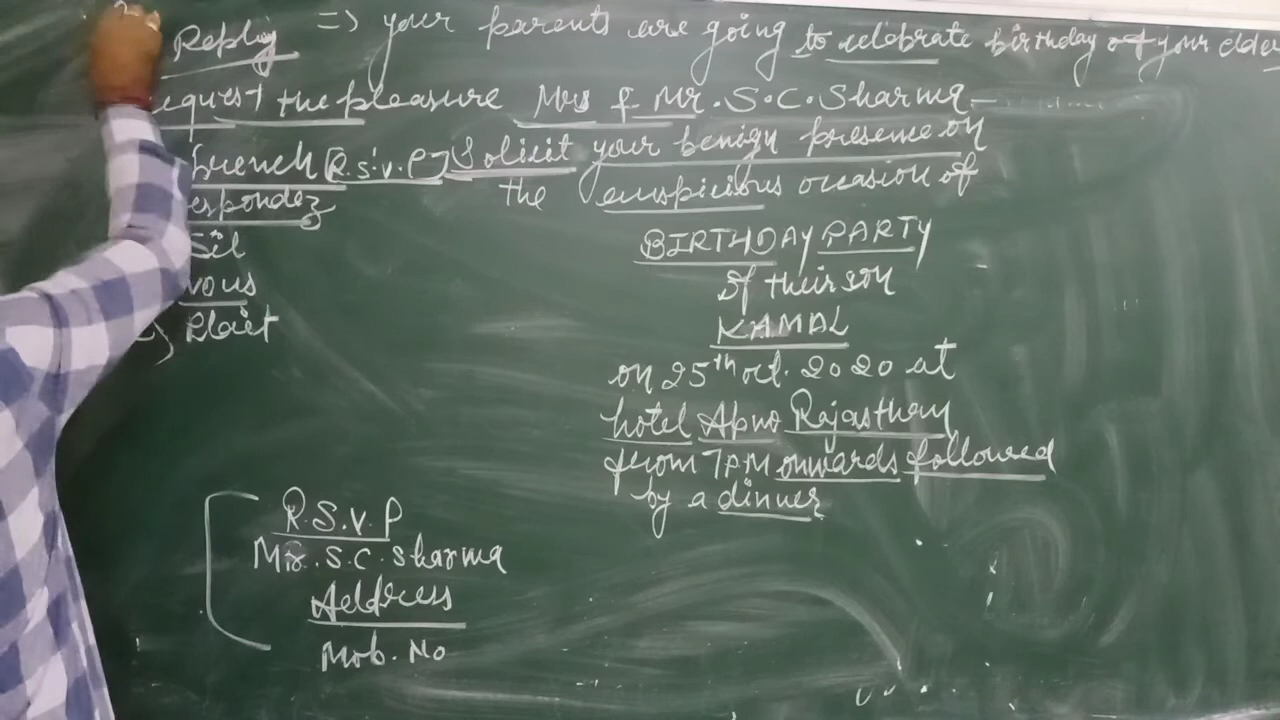 Reply => your parents are going to celebrate birthday of your elder
request the pleasure Mrs & Mr. S.C. Sharma
french [R.S.V.P] Solicit your benign presence on
the auspicious occasion of
espondez
Sil
vous
Plait
BIRTHDAY PARTY
of their son
KAMAL
on 25th oct. 2020 at
hotel Apno Rajasthan
from 7PM onwards followed
by a dinner
R.S.V.P
Mr. S.C. Sharma
Address
Mob. No